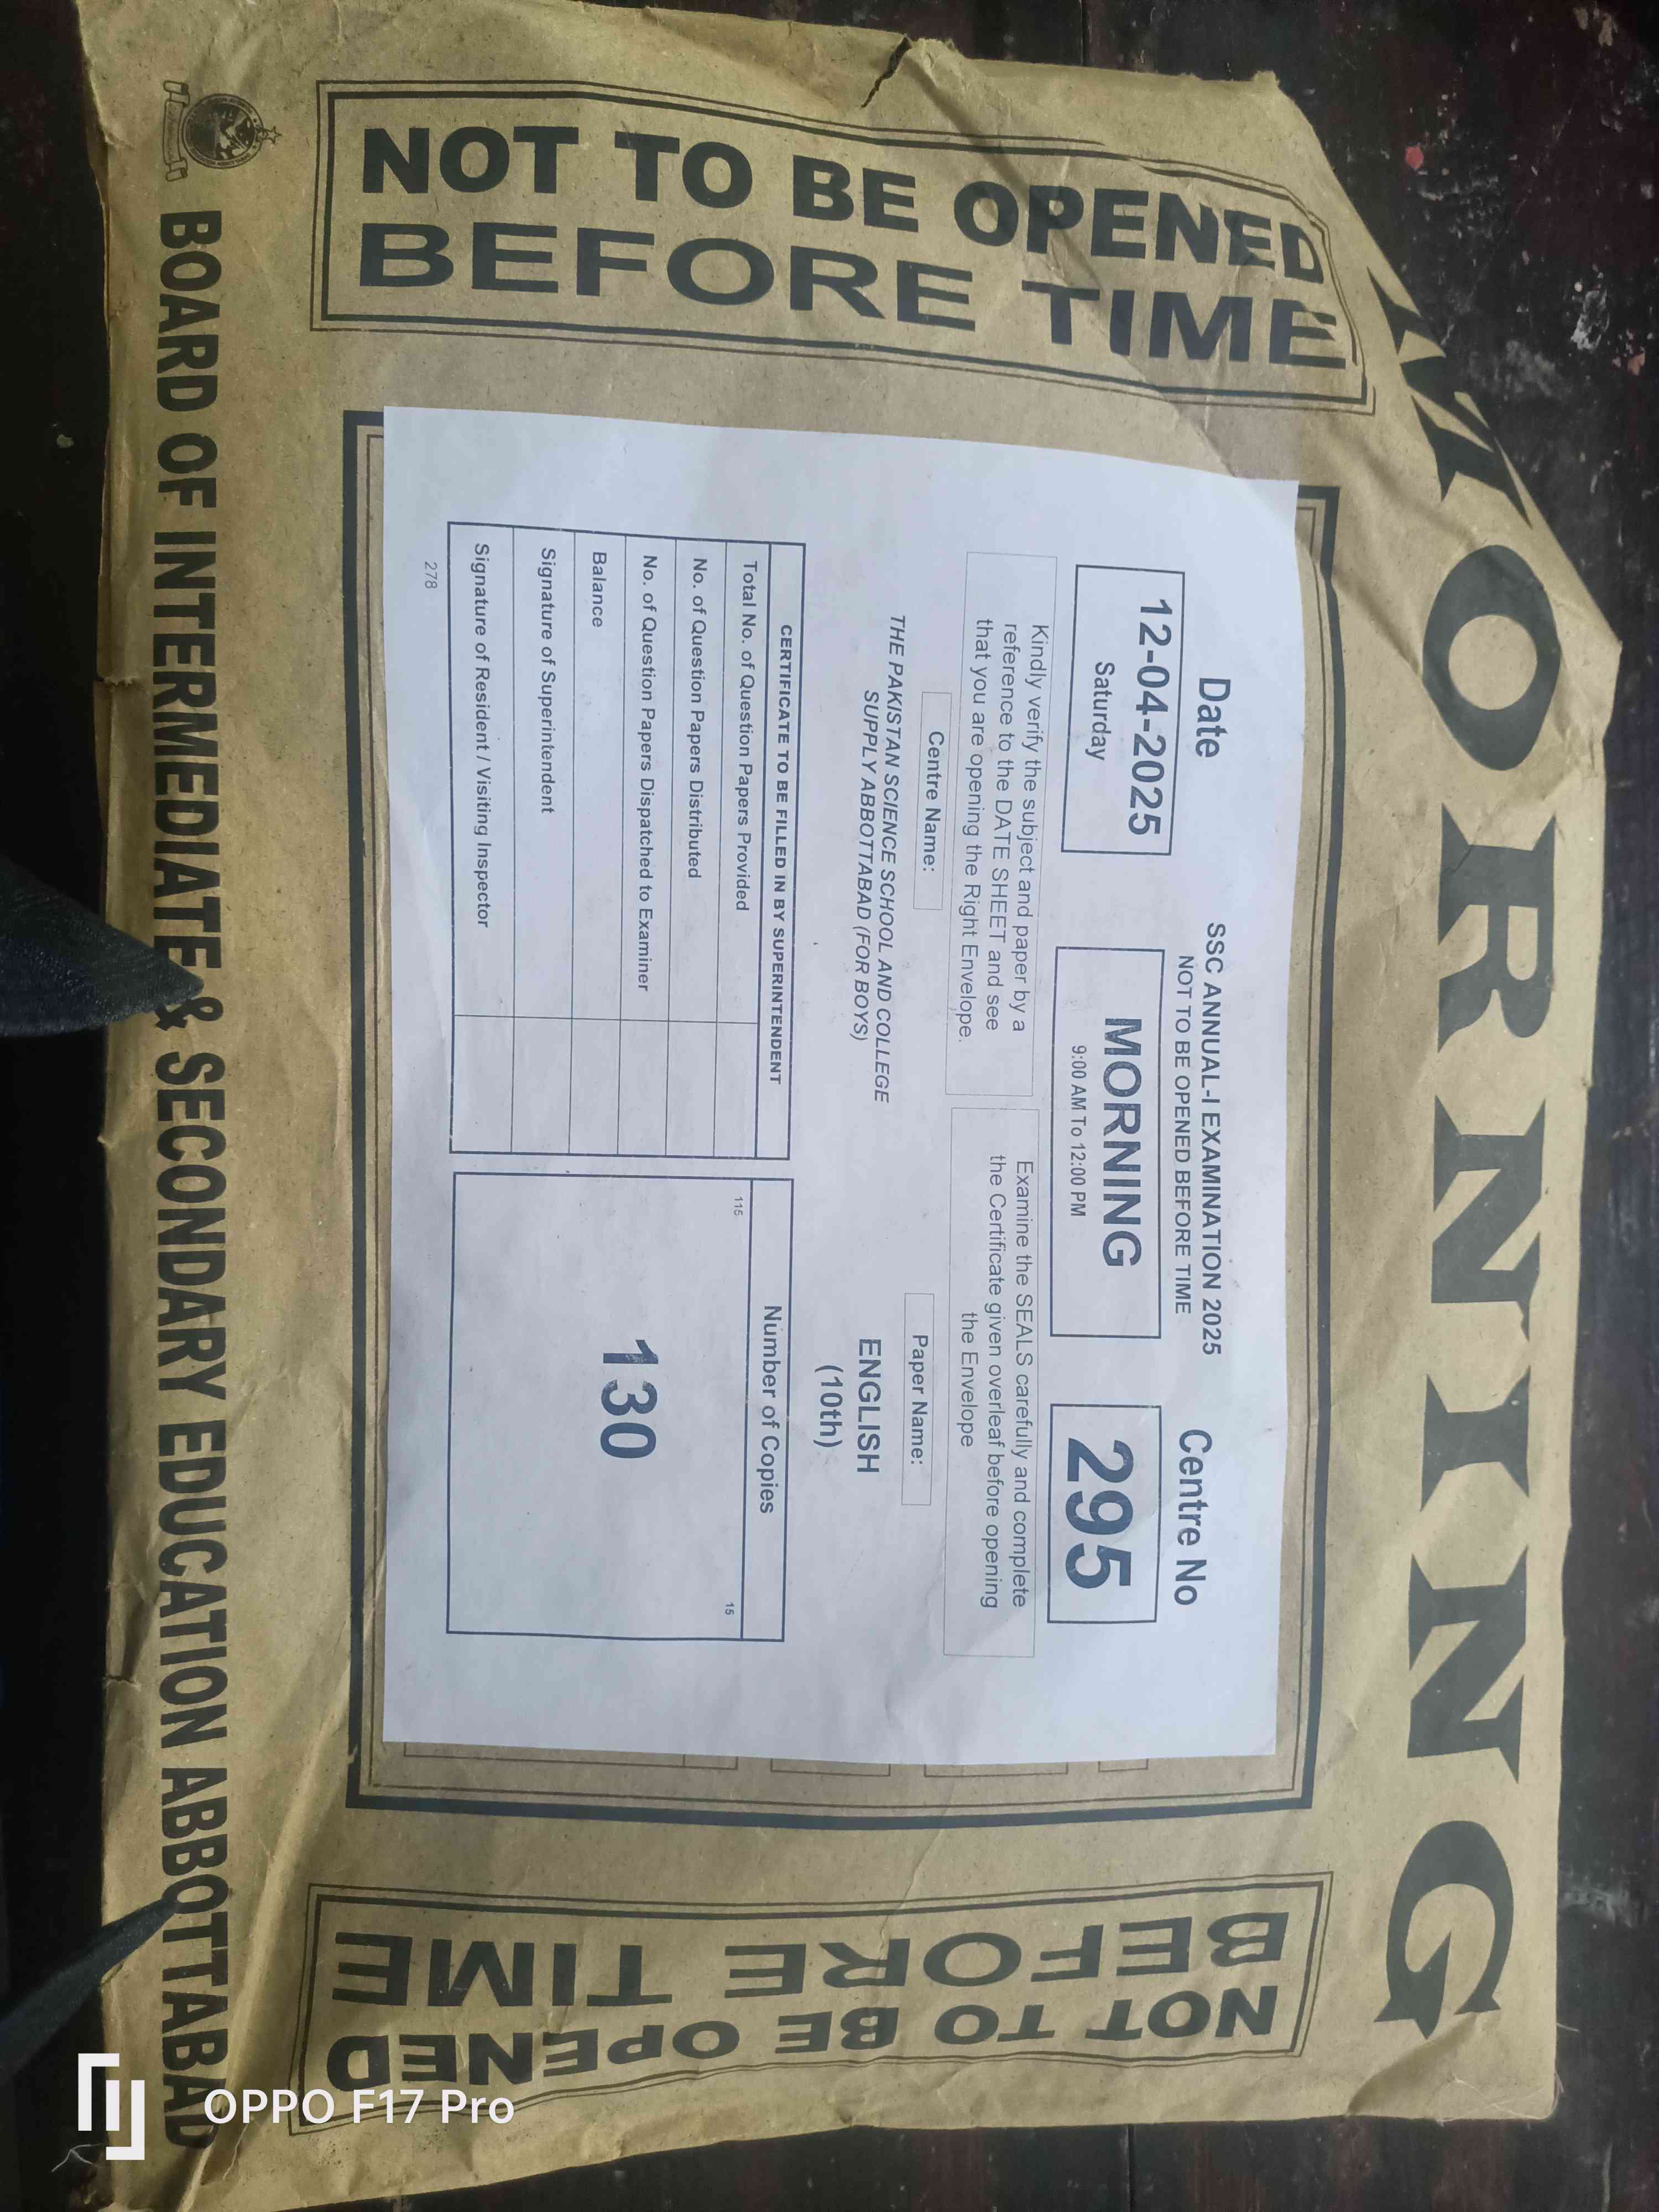 MORNING
NOT TO BE OPENED
BEFORE TIME
Date
12-04-2025
Saturday
SSC ANNUAL-I EXAMINATION 2025
NOT TO BE OPENED BEFORE TIME
MORNING
9:00 AM To 12:00 PM
Centre No
295
Kindly verify the subject and paper by a
reference to the DATE SHEET and see
that you are opening the Right Envelope.
Examine the SEALS carefully and complete
the Certificate given overleaf before opening
the Envelope
Centre Name:
THE PAKISTAN SCIENCE SCHOOL AND COLLEGE
SUPPLY ABBOTTABAD (FOR BOYS)
Paper Name:
ENGLISH
(10th)
CERTIFICATE TO BE FILLED IN BY SUPERINTENDENT
Total No. of Question Papers Provided
No. of Question Papers Distributed
No. of Question Papers Dispatched to Examiner
Balance
Signature of Superintendent
Signature of Resident / Visiting Inspector
Number of Copies
115
15
130
278
NOT TO BE OPENED
BEFORE TIME
BOARD OF INTERMEDIATE & SECONDARY EDUCATION ABBOTTABAD
OPPO F17 Pro